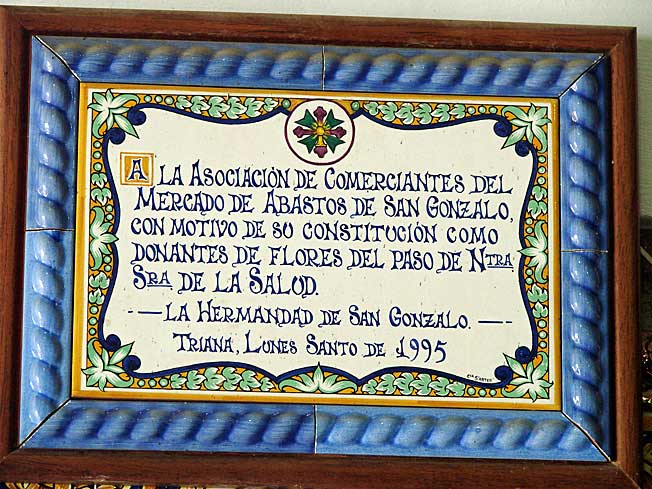 A LA ASOCIACIÓN DE COMERCIANTES DEL
MERCADO DE ABASTOS DE SAN GONZALO,
CON MOTIVO DE SU CONSTITUCIÓN COMO
DONANTES DE FLORES DEL PASO DE NTRA
SRA DE LA SALUD.
— LA HERMANDAD DE SAN GONZALO. —
TRIANA, LUNES SANTO DE 1995